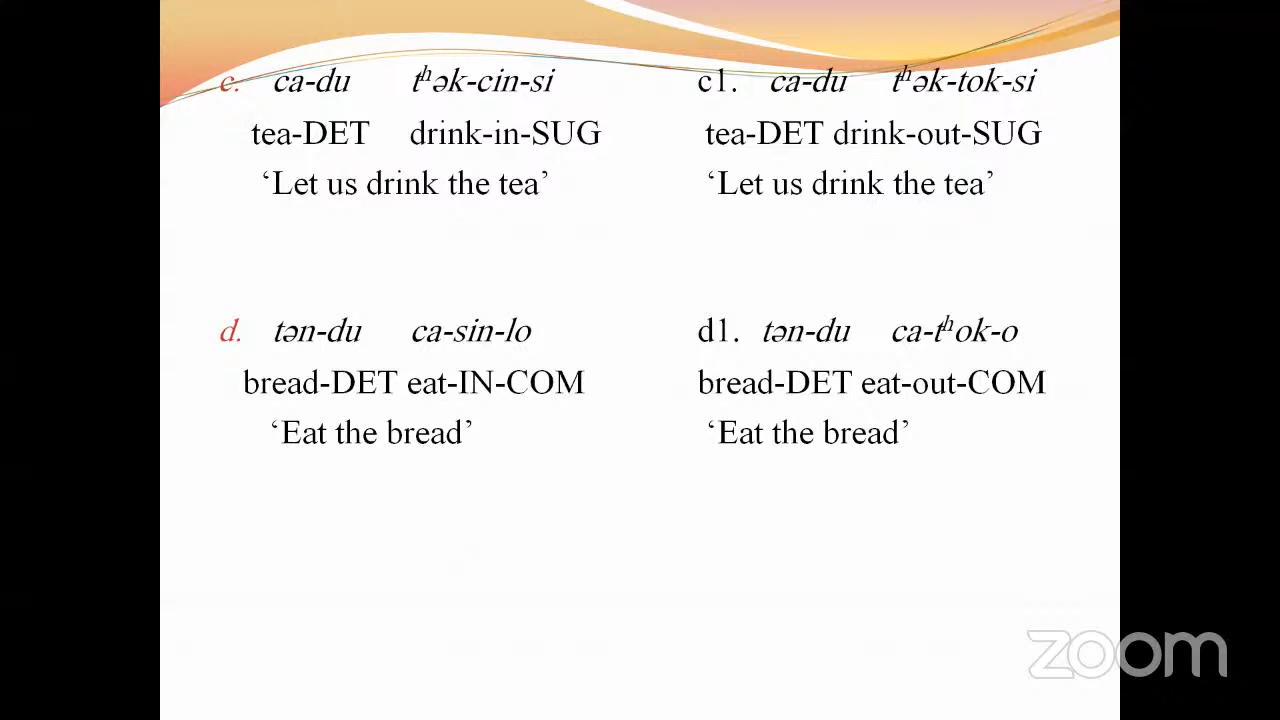 c. ca-du tʰək-cin-si c1. ca-du tʰək-tok-si
tea-DET drink-in-SUG tea-DET drink-out-SUG
‘Let us drink the tea’ ‘Let us drink the tea’
d. tən-du ca-sin-lo d1. tən-du ca-tʰok-o
bread-DET eat-IN-COM bread-DET eat-out-COM
‘Eat the bread’ ‘Eat the bread’
zoom